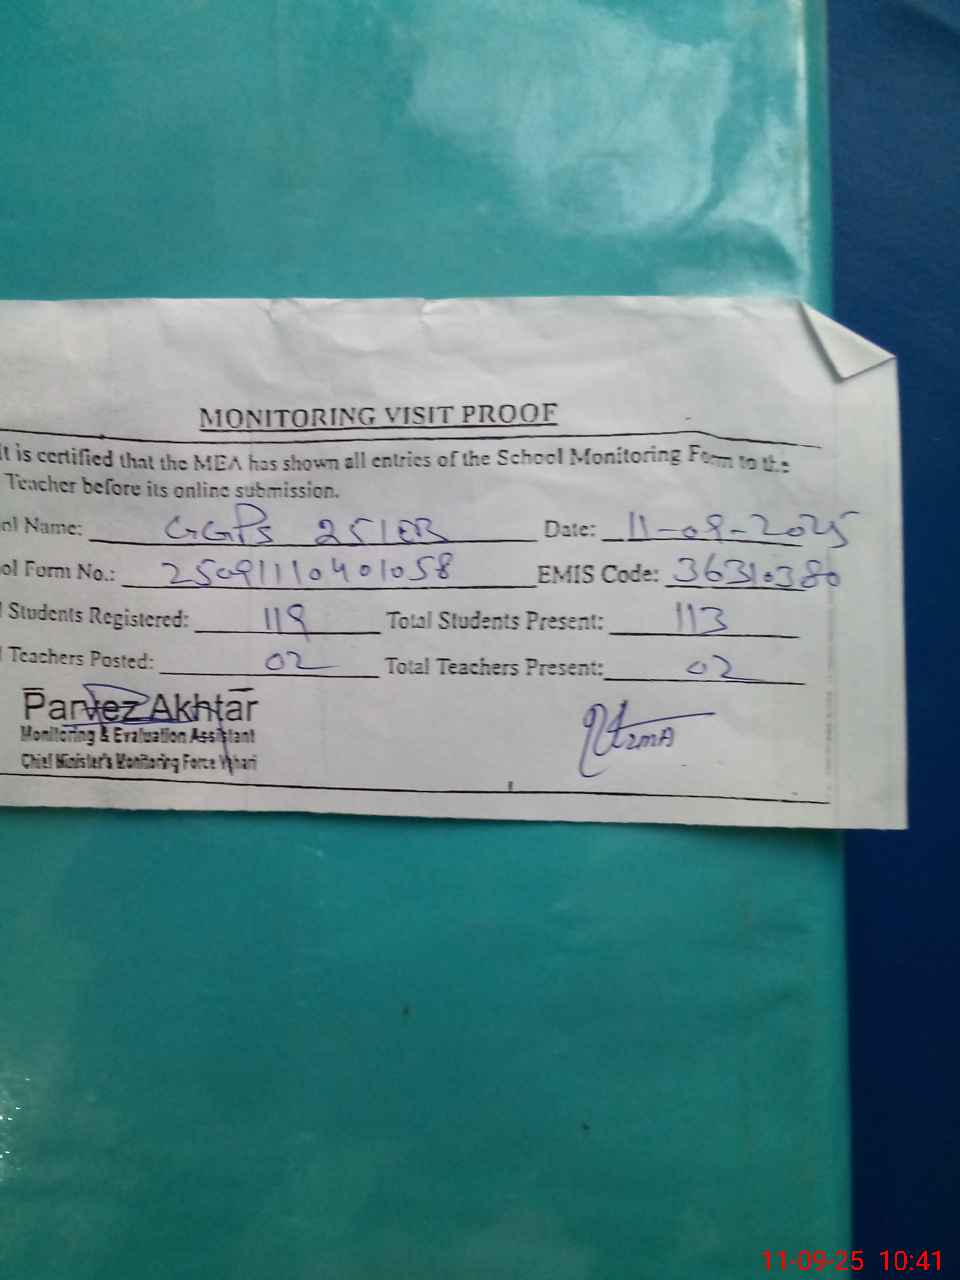 MONITORING VISIT PROOF
It is certified that the MEA has shown all entries of the School Monitoring Form to the
Teacher before its online submission.
ol Name: GGPS 251EB Date: 11-09-2025
ol Form No.: 250911110401058 EMIS Code: 36310380
l Students Registered: 119 Total Students Present: 113
l Teachers Posted: 02 Total Teachers Present: 02
Parvez Akhtar
Monitoring & Evaluation Assistant
Chief Minister's Monitoring Force Vehari
11-09-25 10:41